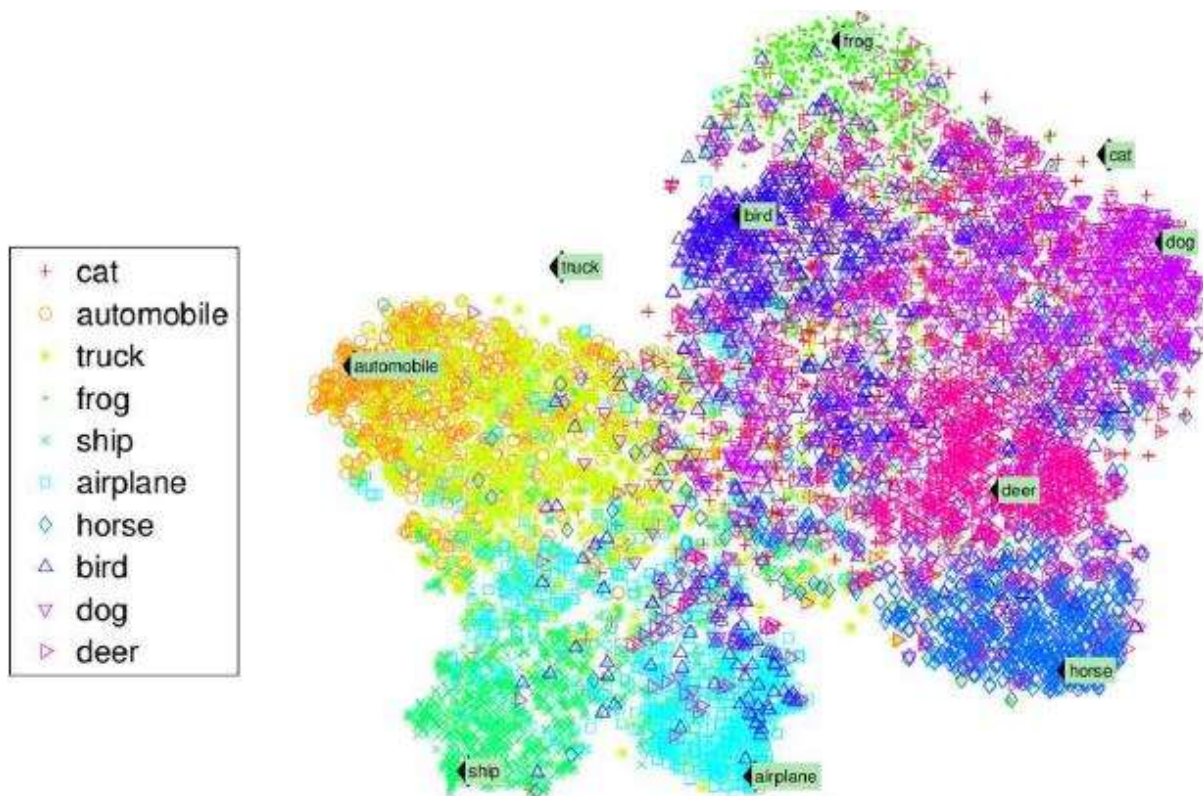 cat
automobile
truck
frog
ship
airplane
horse
bird
dog
deer
frog
cat
bird
dog
truck
automobile
deer
horse
ship
airplane